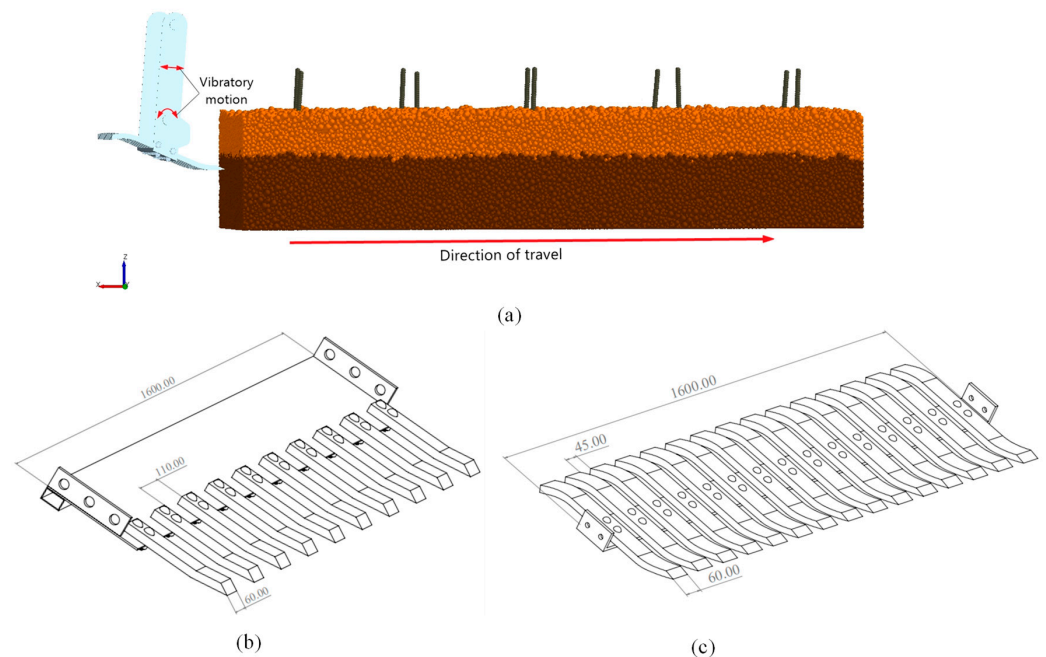 Vibratory
motion
Direction of travel
Z
X
Y
(a)
1600.00
110.00
60.00
(b)
1600.00
45.00
60.00
(c)